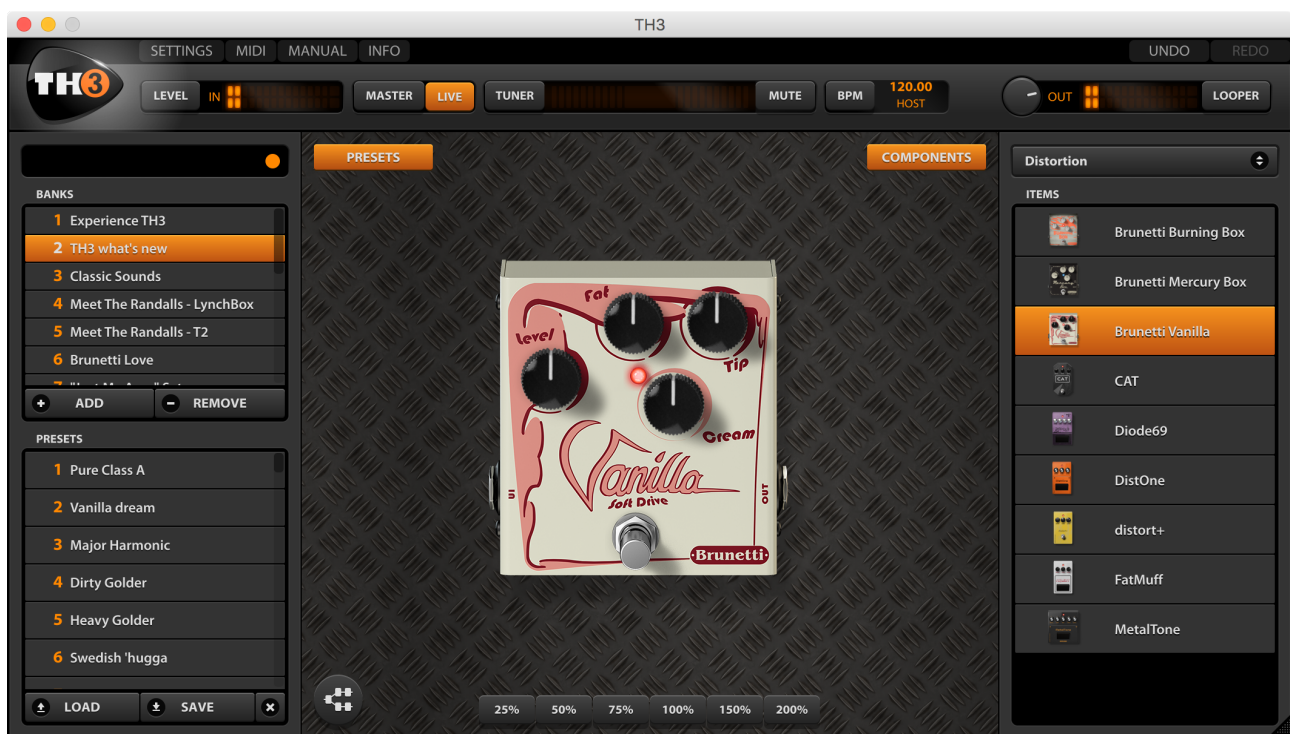 TH3
SETTINGS MIDI MANUAL INFO UNDO REDO
TH3
LEVEL IN MASTER LIVE TUNER MUTE BPM 120.00 HOST OUT LOOPER
PRESETS
COMPONENTS
BANKS
1 Experience TH3
2 TH3 what's new
3 Classic Sounds
4 Meet The Randalls - LynchBox
5 Meet The Randalls - T2
6 Brunetti Love
ADD REMOVE
PRESETS
1 Pure Class A
2 Vanilla dream
3 Major Harmonic
4 Dirty Golder
5 Heavy Golder
6 Swedish 'hugga
LOAD SAVE
Fat
Level
Tip
Cream
Vanilla
Soft Drive
IN
OUT
Brunetti
25% 50% 75% 100% 150% 200%
Distortion
ITEMS
Brunetti Burning Box
Brunetti Mercury Box
Brunetti Vanilla
CAT
CAT
Diode69
DistOne
distort+
FatMuff
MetalTone